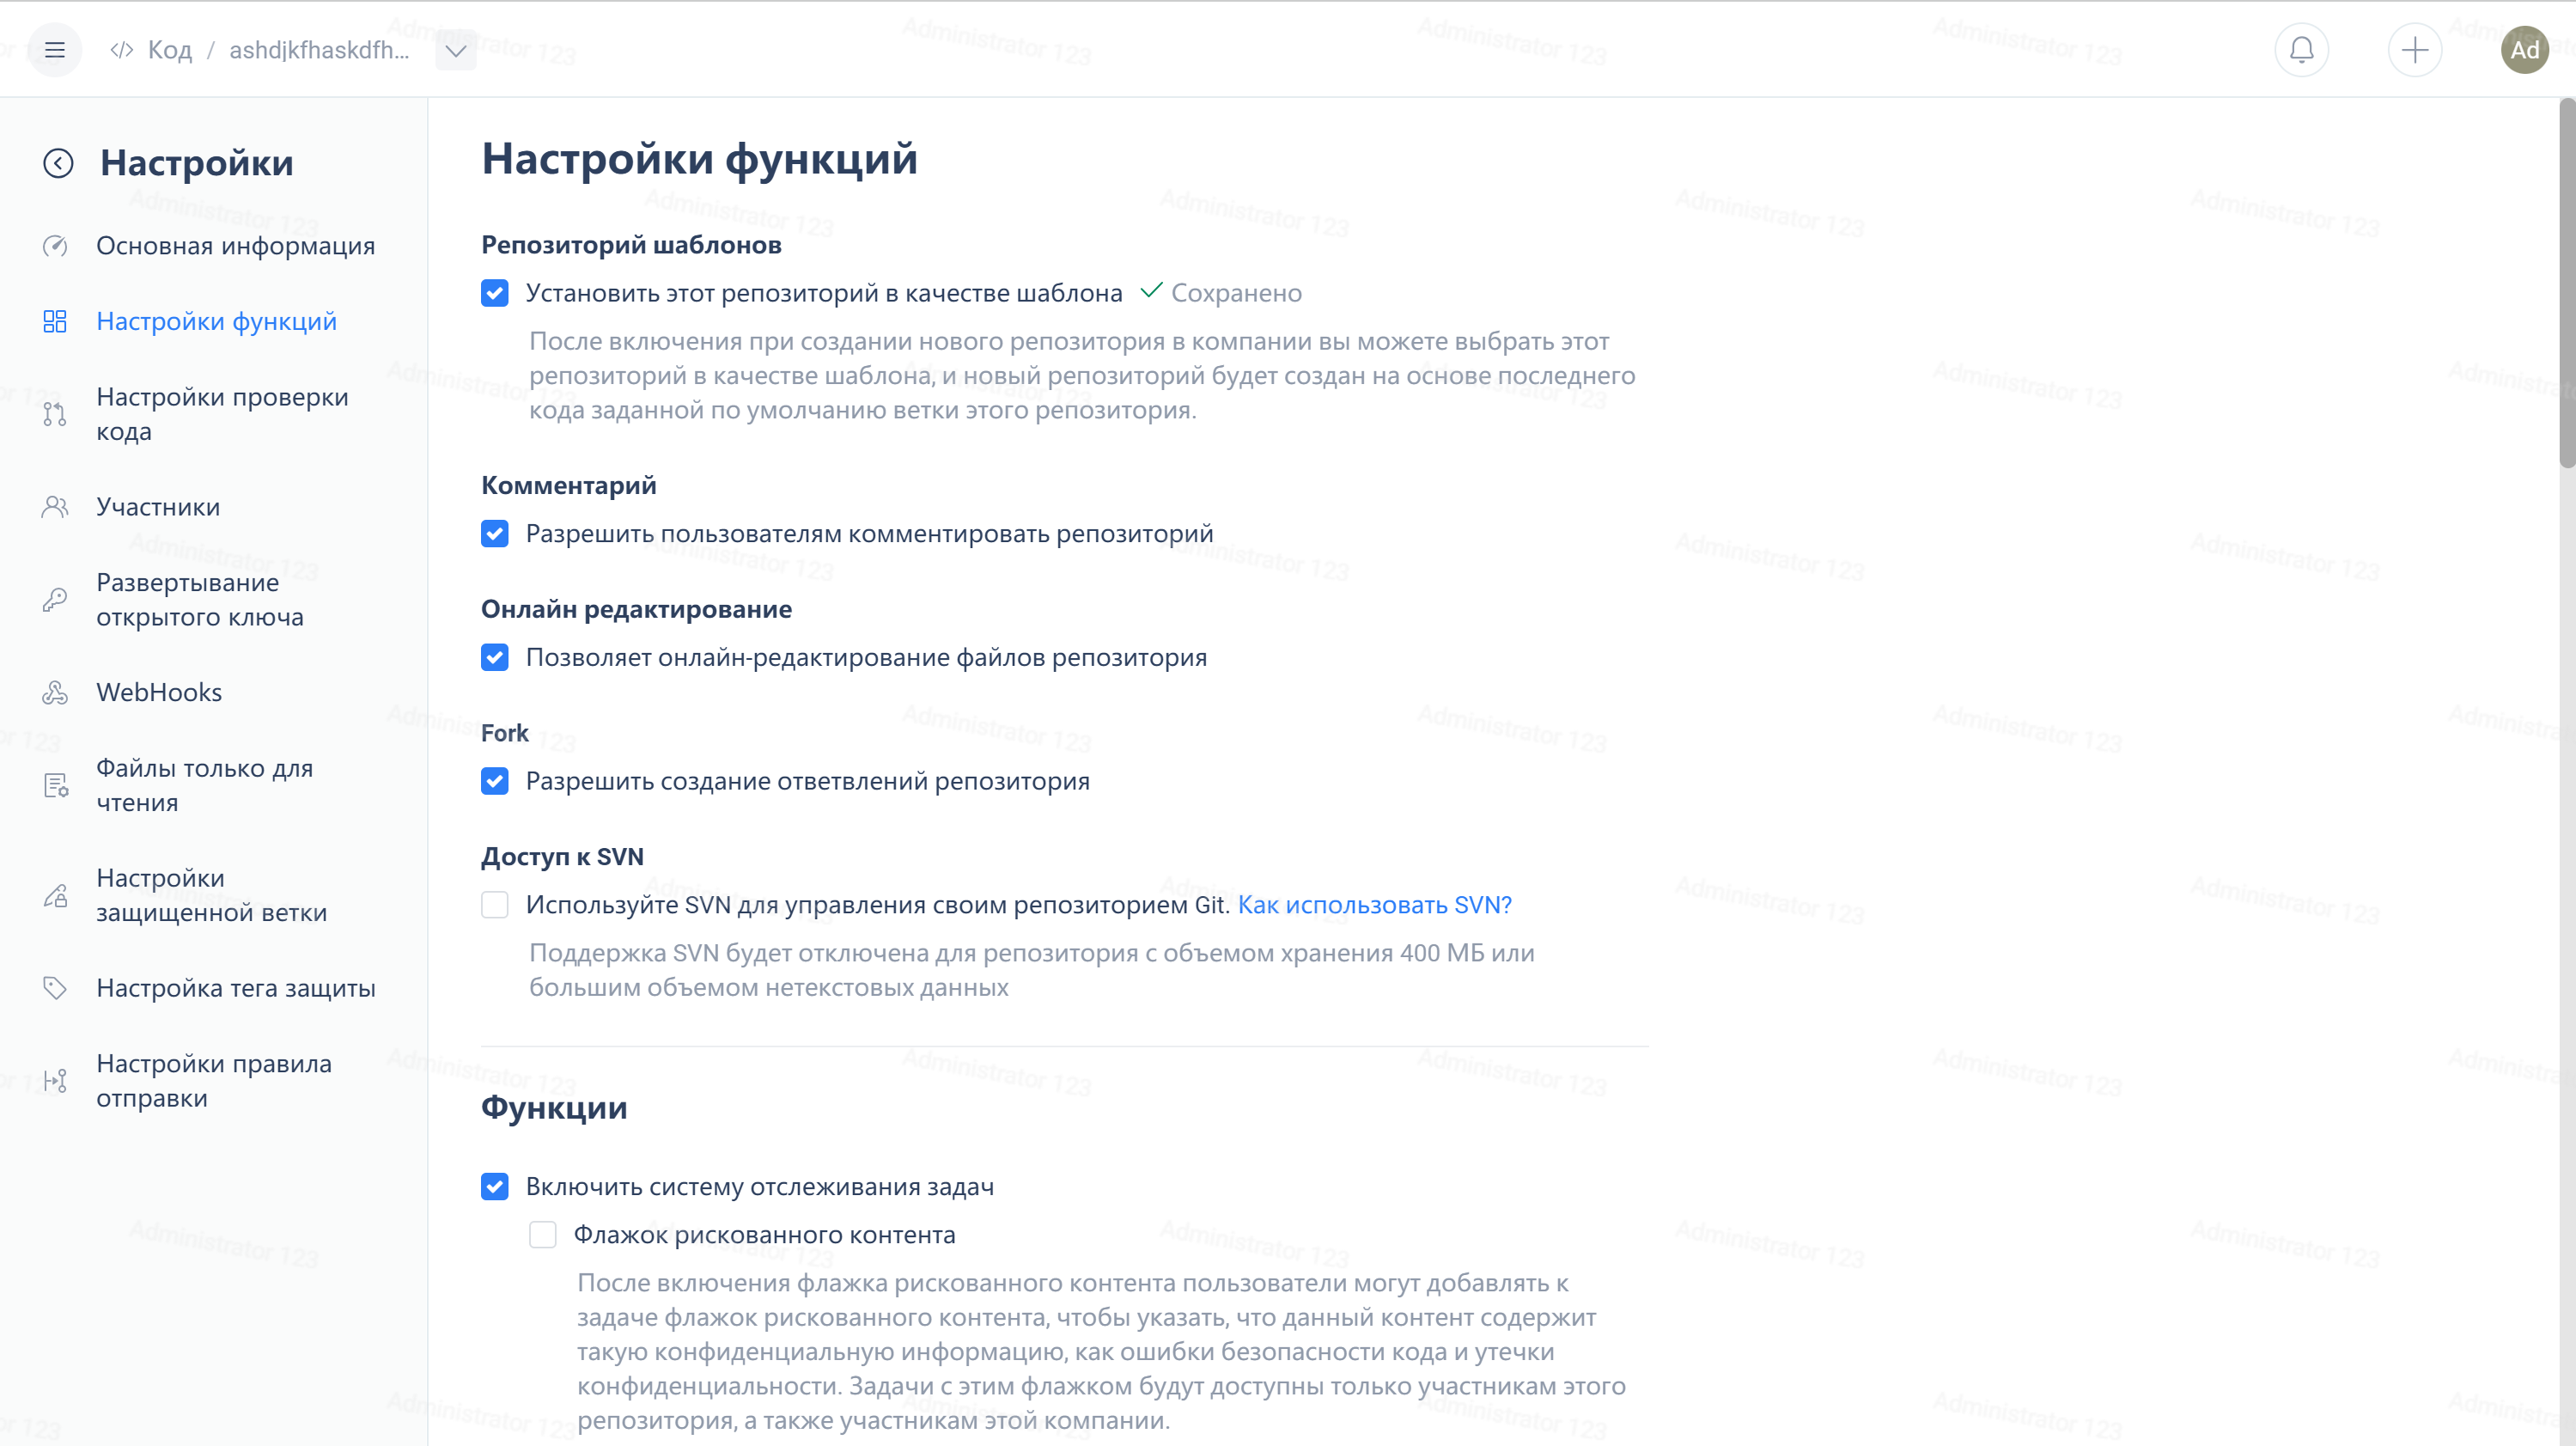 Код / ashdjkfhaskdfh...
Ad
Настройки
Основная информация
Настройки функций
Настройки проверки
кода
Участники
Развертывание
открытого ключа
WebHooks
Файлы только для
чтения
Настройки
защищенной ветки
Настройка тега защиты
Настройки правила
отправки
Настройки функций
Репозиторий шаблонов
Установить этот репозиторий в качестве шаблона Сохранено
После включения при создании нового репозитория в компании вы можете выбрать этот
репозиторий в качестве шаблона, и новый репозиторий будет создан на основе последнего
кода заданной по умолчанию ветки этого репозитория.
Комментарий
Разрешить пользователям комментировать репозиторий
Онлайн редактирование
Позволяет онлайн-редактирование файлов репозитория
Fork
Разрешить создание ответвлений репозитория
Доступ к SVN
Используйте SVN для управления своим репозиторием Git. Как использовать SVN?
Поддержка SVN будет отключена для репозитория с объемом хранения 400 МБ или
большим объемом нетекстовых данных
Функции
Включить систему отслеживания задач
Флажок рискованного контента
После включения флажка рискованного контента пользователи могут добавлять к
задаче флажок рискованного контента, чтобы указать, что данный контент содержит
такую конфиденциальную информацию, как ошибки безопасности кода и утечки
конфиденциальности. Задачи с этим флажком будут доступны только участникам этого
репозитория, а также участникам этой компании.
Administrator 123